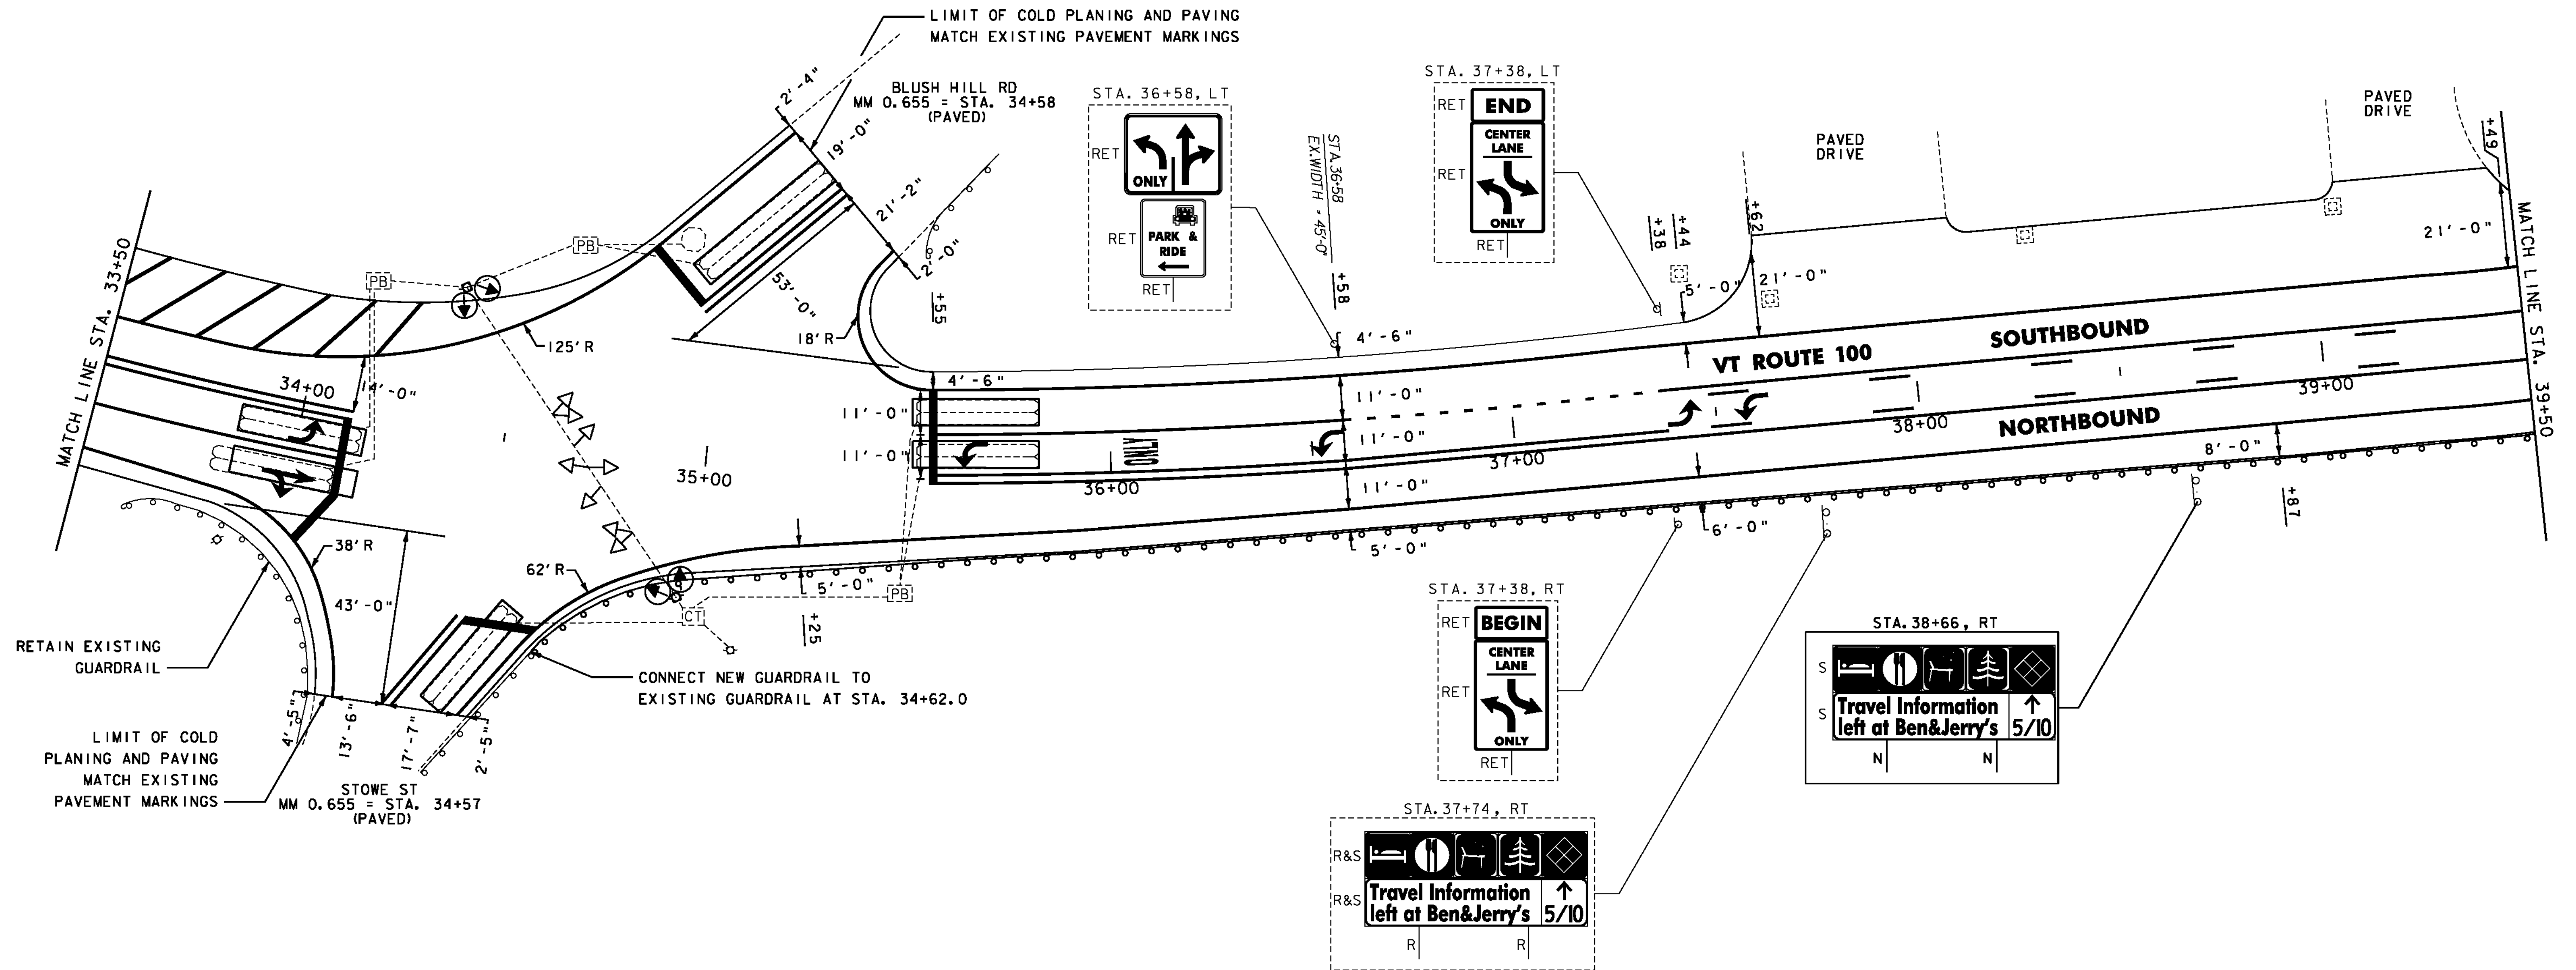 LIMIT OF COLD PLANING AND PAVING
MATCH EXISTING PAVEMENT MARKINGS
2'-4"
BLUSH HILL RD
MM 0.655 = STA. 34+58
(PAVED)
19'-0"
21'-2"
2'-0"
53'-0"
18'R
+55
125'R
PB
PB
MATCH LINE STA. 33+50
34+00
14'-0"
STA. 36+58, LT
RET
ONLY
RET
PARK &
RIDE
RET
STA.36+58
EX.WIDTH = 45'-0"
+58
STA. 37+38, LT
RET
END
RET
CENTER
LANE
ONLY
RET
+38
+44
+62
PAVED
DRIVE
PAVED
DRIVE
+49
5'-0"
21'-0"
21'-0"
MATCH LINE STA. 39+50
4'-6"
4'-6"
11'-0"
11'-0"
11'-0"
11'-0"
11'-0"
ONLY
VT ROUTE 100
SOUTHBOUND
NORTHBOUND
35+00
36+00
37+00
38+00
39+00
8'-0"
+87
6'-0"
5'-0"
5'-0"
+25
PB
CT
62'R
38'R
43'-0"
RETAIN EXISTING
GUARDRAIL
CONNECT NEW GUARDRAIL TO
EXISTING GUARDRAIL AT STA. 34+62.0
4'-5"
13'-6"
17'-7"
2'-5"
LIMIT OF COLD
PLANING AND PAVING
MATCH EXISTING
PAVEMENT MARKINGS
STOWE ST
MM 0.655 = STA. 34+57
(PAVED)
STA. 37+38, RT
RET
BEGIN
RET
CENTER
LANE
ONLY
RET
STA.38+66, RT
S
S
Travel Information
left at Ben&Jerry's
5/10
N
N
STA.37+74, RT
R&S
R&S
Travel Information
left at Ben&Jerry's
5/10
R
R